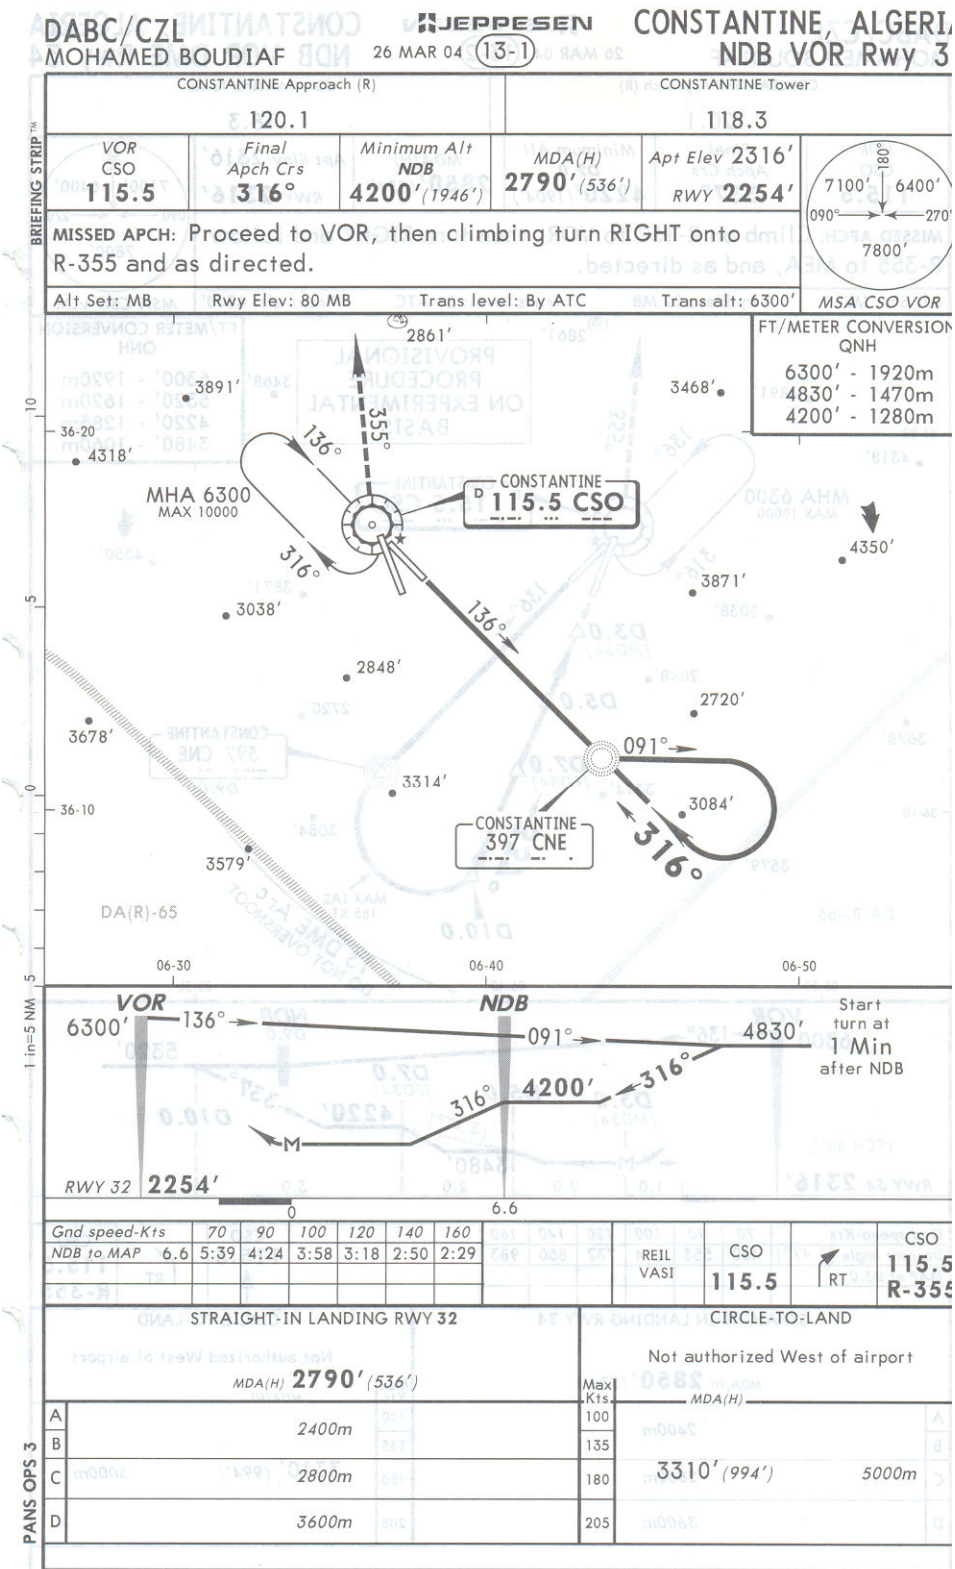 DABC/CZL
MOHAMED BOUDIAF
JEPPESEN
26 MAR 04 (13-1)
CONSTANTINE, ALGERIA
NDB VOR Rwy 3
BRIEFING STRIP™
CONSTANTINE Approach (R)
120.1
CONSTANTINE Tower
118.3
VOR
CSO
115.5
Final
Apch Crs
316°
Minimum Alt
NDB
4200' (1946')
MDA(H)
2790' (536')
Apt Elev 2316'
RWY 2254'
MISSED APCH: Proceed to VOR, then climbing turn RIGHT onto
R-355 and as directed.
Alt Set: MB Rwy Elev: 80 MB Trans level: By ATC Trans alt: 6300'
180°
7100' 6400'
090° 270°
7800'
MSA CSO VOR
FT/METER CONVERSION
QNH
6300' - 1920m
4830' - 1470m
4200' - 1280m
2861'
3891'
3468'
10
36-20
4318'
136°
355°
MHA 6300
MAX 10000
CONSTANTINE
D 115.5 CSO
4350'
316°
3871'
5
3038'
136°
2848'
2720'
3678'
091°
0
36-10
3314'
3084'
CONSTANTINE
397 CNE
316°
3579'
DA(R)-65
06-30 06-40 06-50
5
1 in=5 NM
VOR
NDB
6300' 136°
091° 4830'
Start
turn at
1 Min
after NDB
316°
4200'
316°
M
RWY 32 2254'
0 6.6
Gnd speed-Kts 70 90 100 120 140 160
NDB to MAP 6.6 5:39 4:24 3:58 3:18 2:50 2:29
REIL
VASI
CSO
115.5
RT
CSO
115.5
R-355
STRAIGHT-IN LANDING RWY 32
CIRCLE-TO-LAND
Not authorized West of airport
MDA(H) 2790' (536')
Max
Kts
MDA(H)
A
B
2400m
C 2800m
D 3600m
100
135
180
205
3310' (994') 5000m
PANS OPS 3